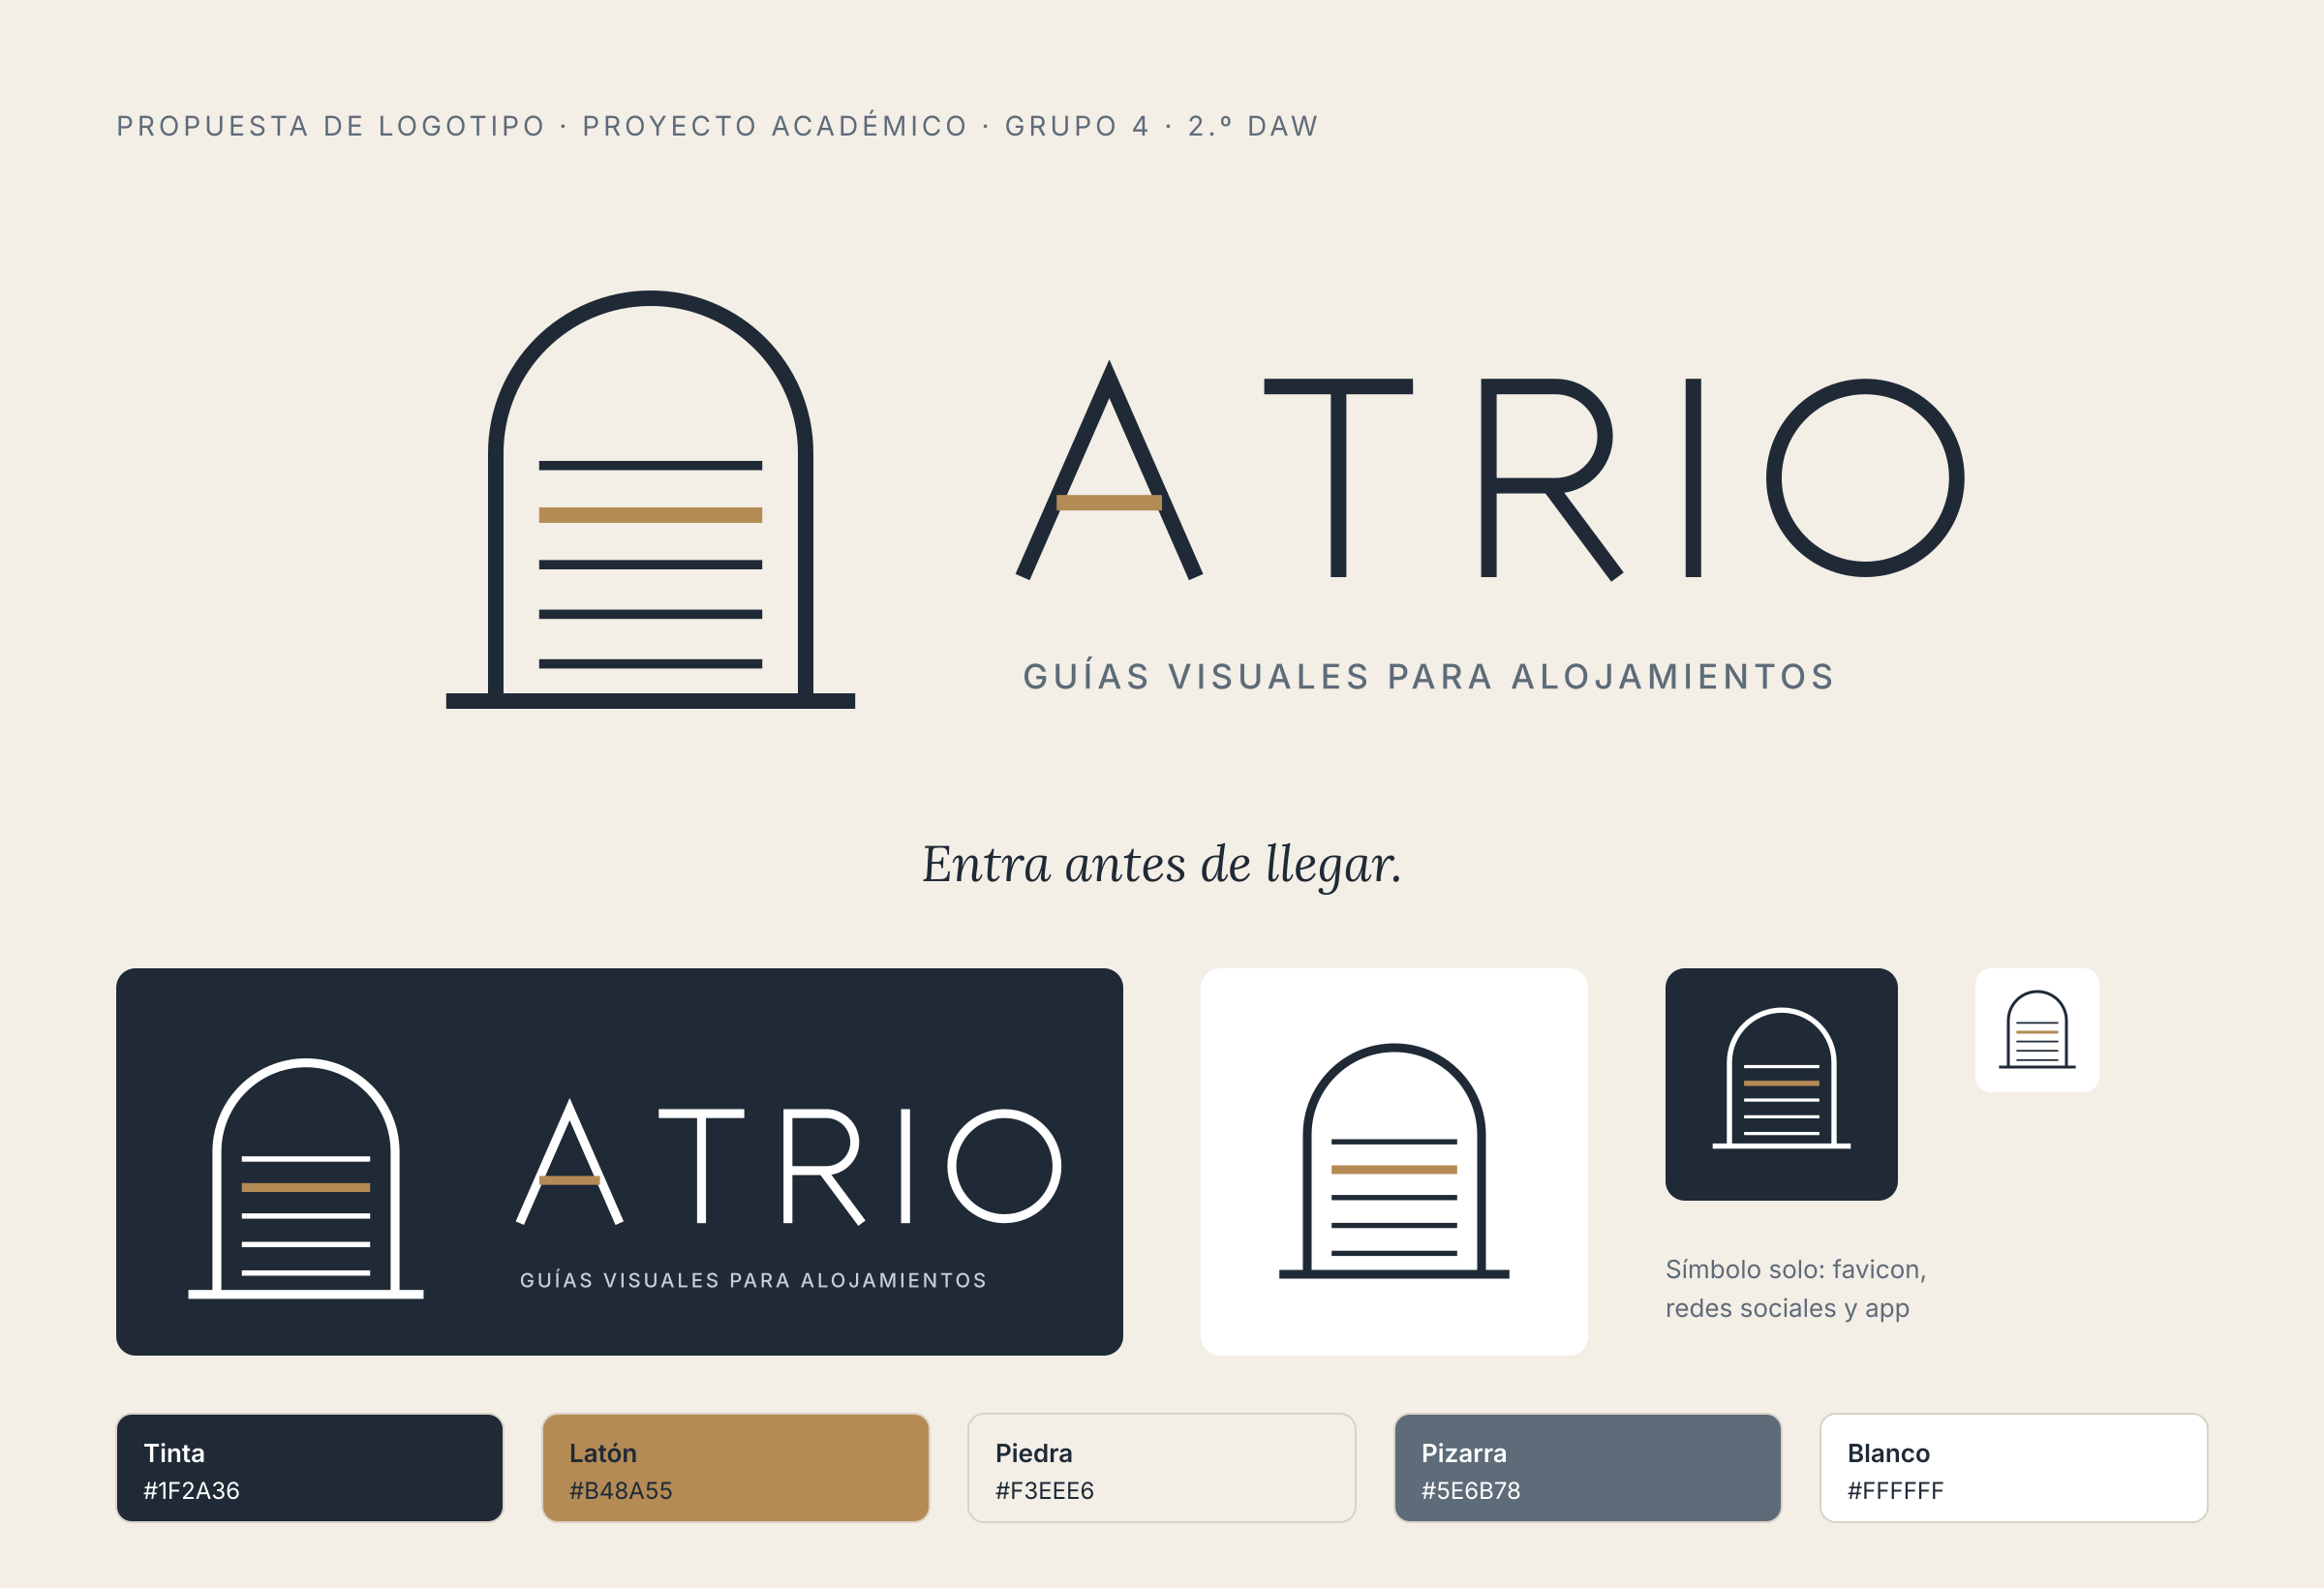 PROPUESTA DE LOGOTIPO · PROYECTO ACADÉMICO · GRUPO 4 · 2.º DAW
ATRIO
GUÍAS VISUALES PARA ALOJAMIENTOS
Entra antes de llegar.
ATRIO
GUÍAS VISUALES PARA ALOJAMIENTOS
Símbolo solo: favicon,
redes sociales y app
Tinta
#1F2A36
Latón
#B48A55
Piedra
#F3EEE6
Pizarra
#5E6B78
Blanco
#FFFFFF